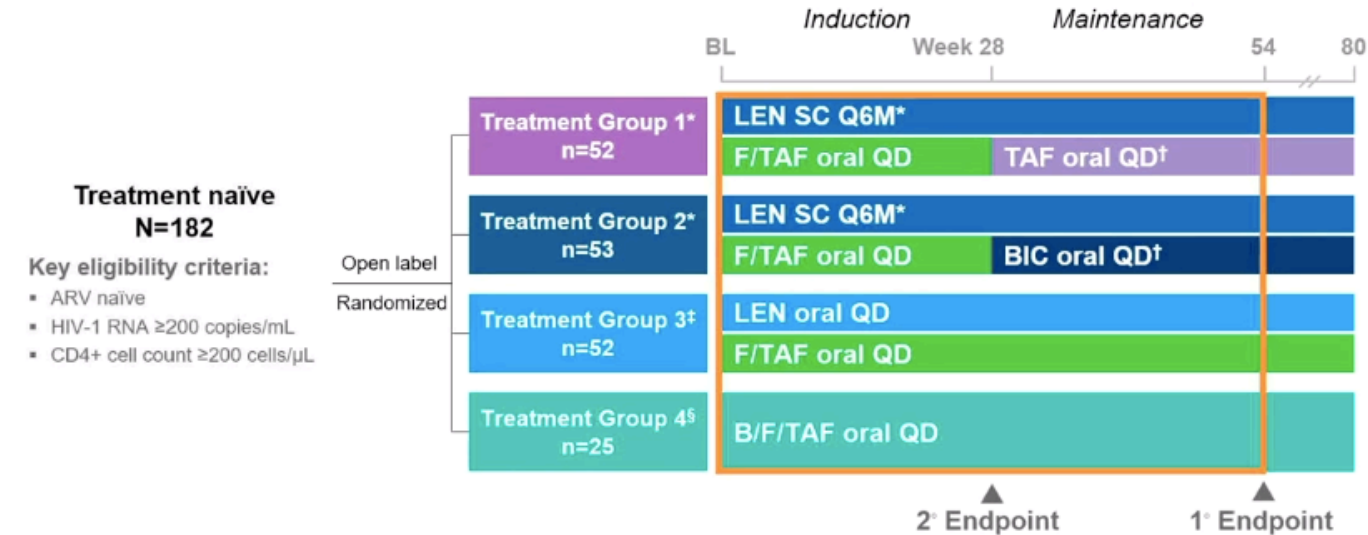 Induction
Maintenance
BL
Week 28
54
80
Treatment naïve
N=182
Key eligibility criteria:
▪ ARV naïve
▪ HIV-1 RNA ≥200 copies/mL
▪ CD4+ cell count ≥200 cells/µL
Open label
Randomized
Treatment Group 1*
n=52
LEN SC Q6M*
F/TAF oral QD
TAF oral QD†
Treatment Group 2*
n=53
LEN SC Q6M*
F/TAF oral QD
BIC oral QD†
Treatment Group 3‡
n=52
LEN oral QD
F/TAF oral QD
Treatment Group 4§
n=25
B/F/TAF oral QD
2° Endpoint
1° Endpoint